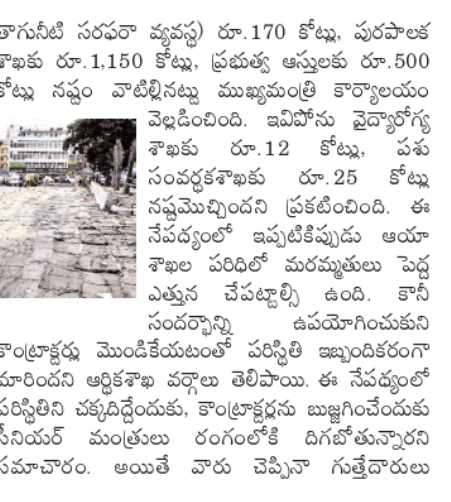 తాగునీటి సరఫరా వ్యవస్థ) రూ.170 కోట్లు, పురపాలక
శాఖకు రూ.1,150 కోట్లు, ప్రభుత్వ ఆస్తులకు రూ.500
కోట్లు నష్టం వాటిల్లినట్టు ముఖ్యమంత్రి కార్యాలయం
వెల్లడించింది. ఇవిపోను వైద్యారోగ్య
శాఖకు రూ.12 కోట్లు, పశు
సంవర్ధకశాఖకు రూ.25 కోట్లు
నష్టమొచ్చిందని ప్రకటించింది. ఈ
నేపధ్యంలో ఇప్పటికిప్పుడు ఆయా
శాఖల పరిధిలో మరమ్మతులు పెద్ద
ఎత్తున చేపట్టాల్సి ఉంది. కానీ
సందర్భాన్ని ఉపయోగించుకుని
కాంట్రాక్టర్లు మొండికేయటంతో పరిస్థితి ఇబ్బందికరంగా
మారిందని ఆర్థికశాఖ వర్గాలు తెలిపాయి. ఈ నేపథ్యంలో
పరిస్థితిని చక్కదిద్దేందుకు, కాంట్రాక్టర్లను బుజ్జగించేందుకు
సీనియర్ మంత్రులు రంగంలోకి దిగబోతున్నారని
సమాచారం. అయితే వారు చెప్పినా గుత్తేదారులు